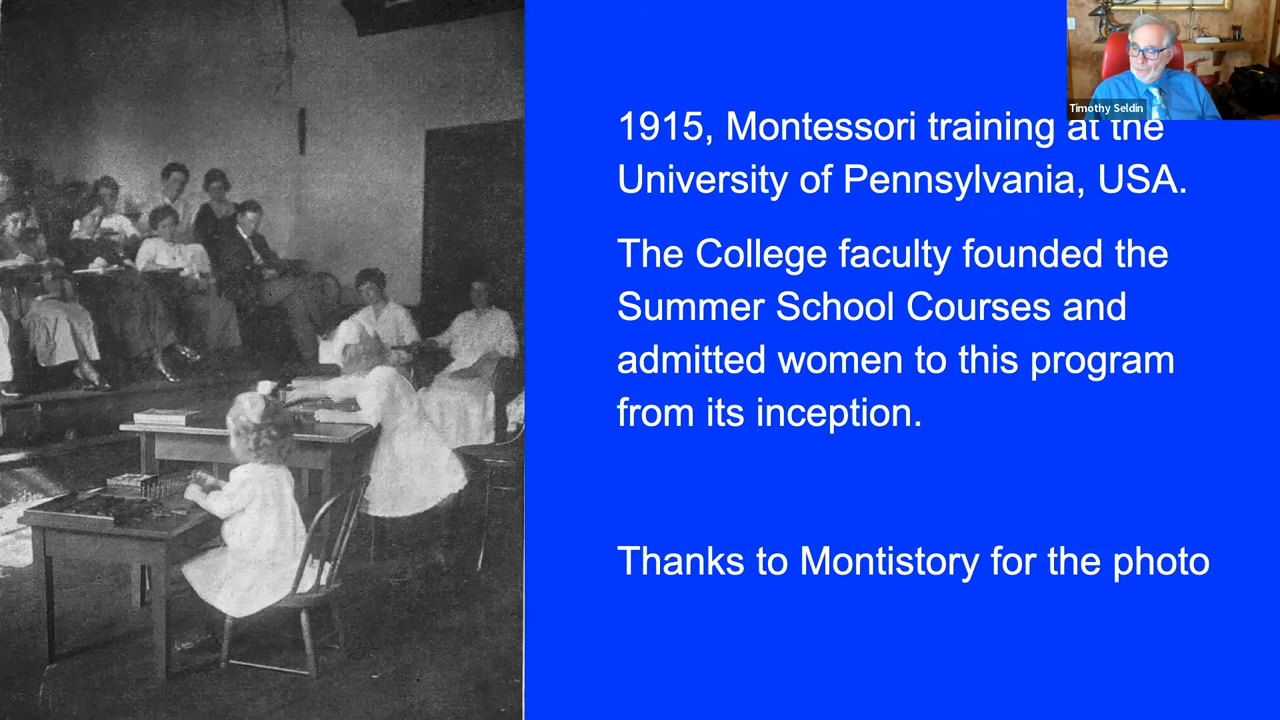 Timothy Seldin
1915, Montessori training at the
University of Pennsylvania, USA.
The College faculty founded the
Summer School Courses and
admitted women to this program
from its inception.
Thanks to Montistory for the photo